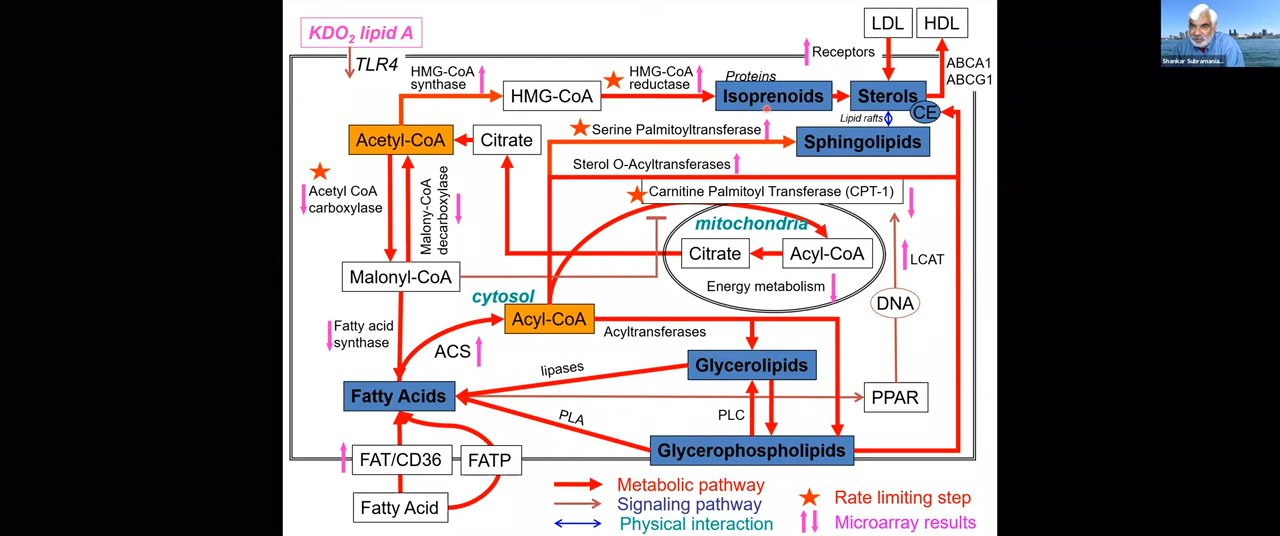 KDO2 lipid A
LDL
HDL
Receptors
TLR4
ABCA1
ABCG1
HMG-CoA
synthase
HMG-CoA
reductase
Proteins
HMG-CoA
Isoprenoids
Sterols
CE
Lipid rafts
Acetyl-CoA
Citrate
Serine Palmitoyltransferase
Sphingolipids
Sterol O-Acyltransferases
Acetyl CoA
carboxylase
Malony-CoA
decarboxylase
Carnitine Palmitoyl Transferase (CPT-1)
mitochondria
Citrate
Acyl-CoA
LCAT
Energy metabolism
Malonyl-CoA
cytosol
DNA
Acyl-CoA
Acyltransferases
Fatty acid
synthase
ACS
lipases
Glycerolipids
Fatty Acids
PPAR
PLA
PLC
Glycerophospholipids
FAT/CD36
FATP
Fatty Acid
Metabolic pathway
Signaling pathway
Physical interaction
Rate limiting step
Microarray results
Shankar Subramania...